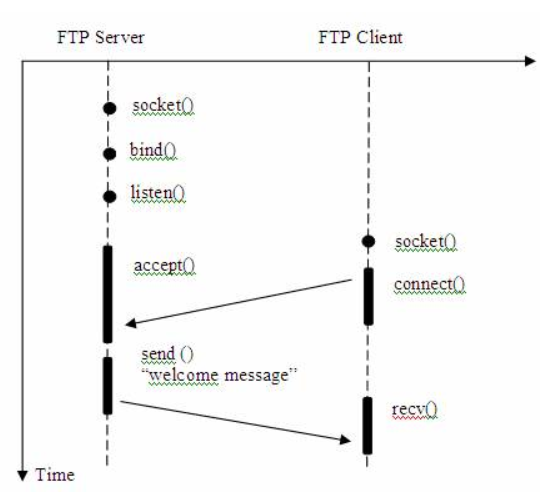 FTP Server FTP Client
socket()
bind()
listen()
socket()
accept()
connect()
send ()
“welcome message”
recv()
Time